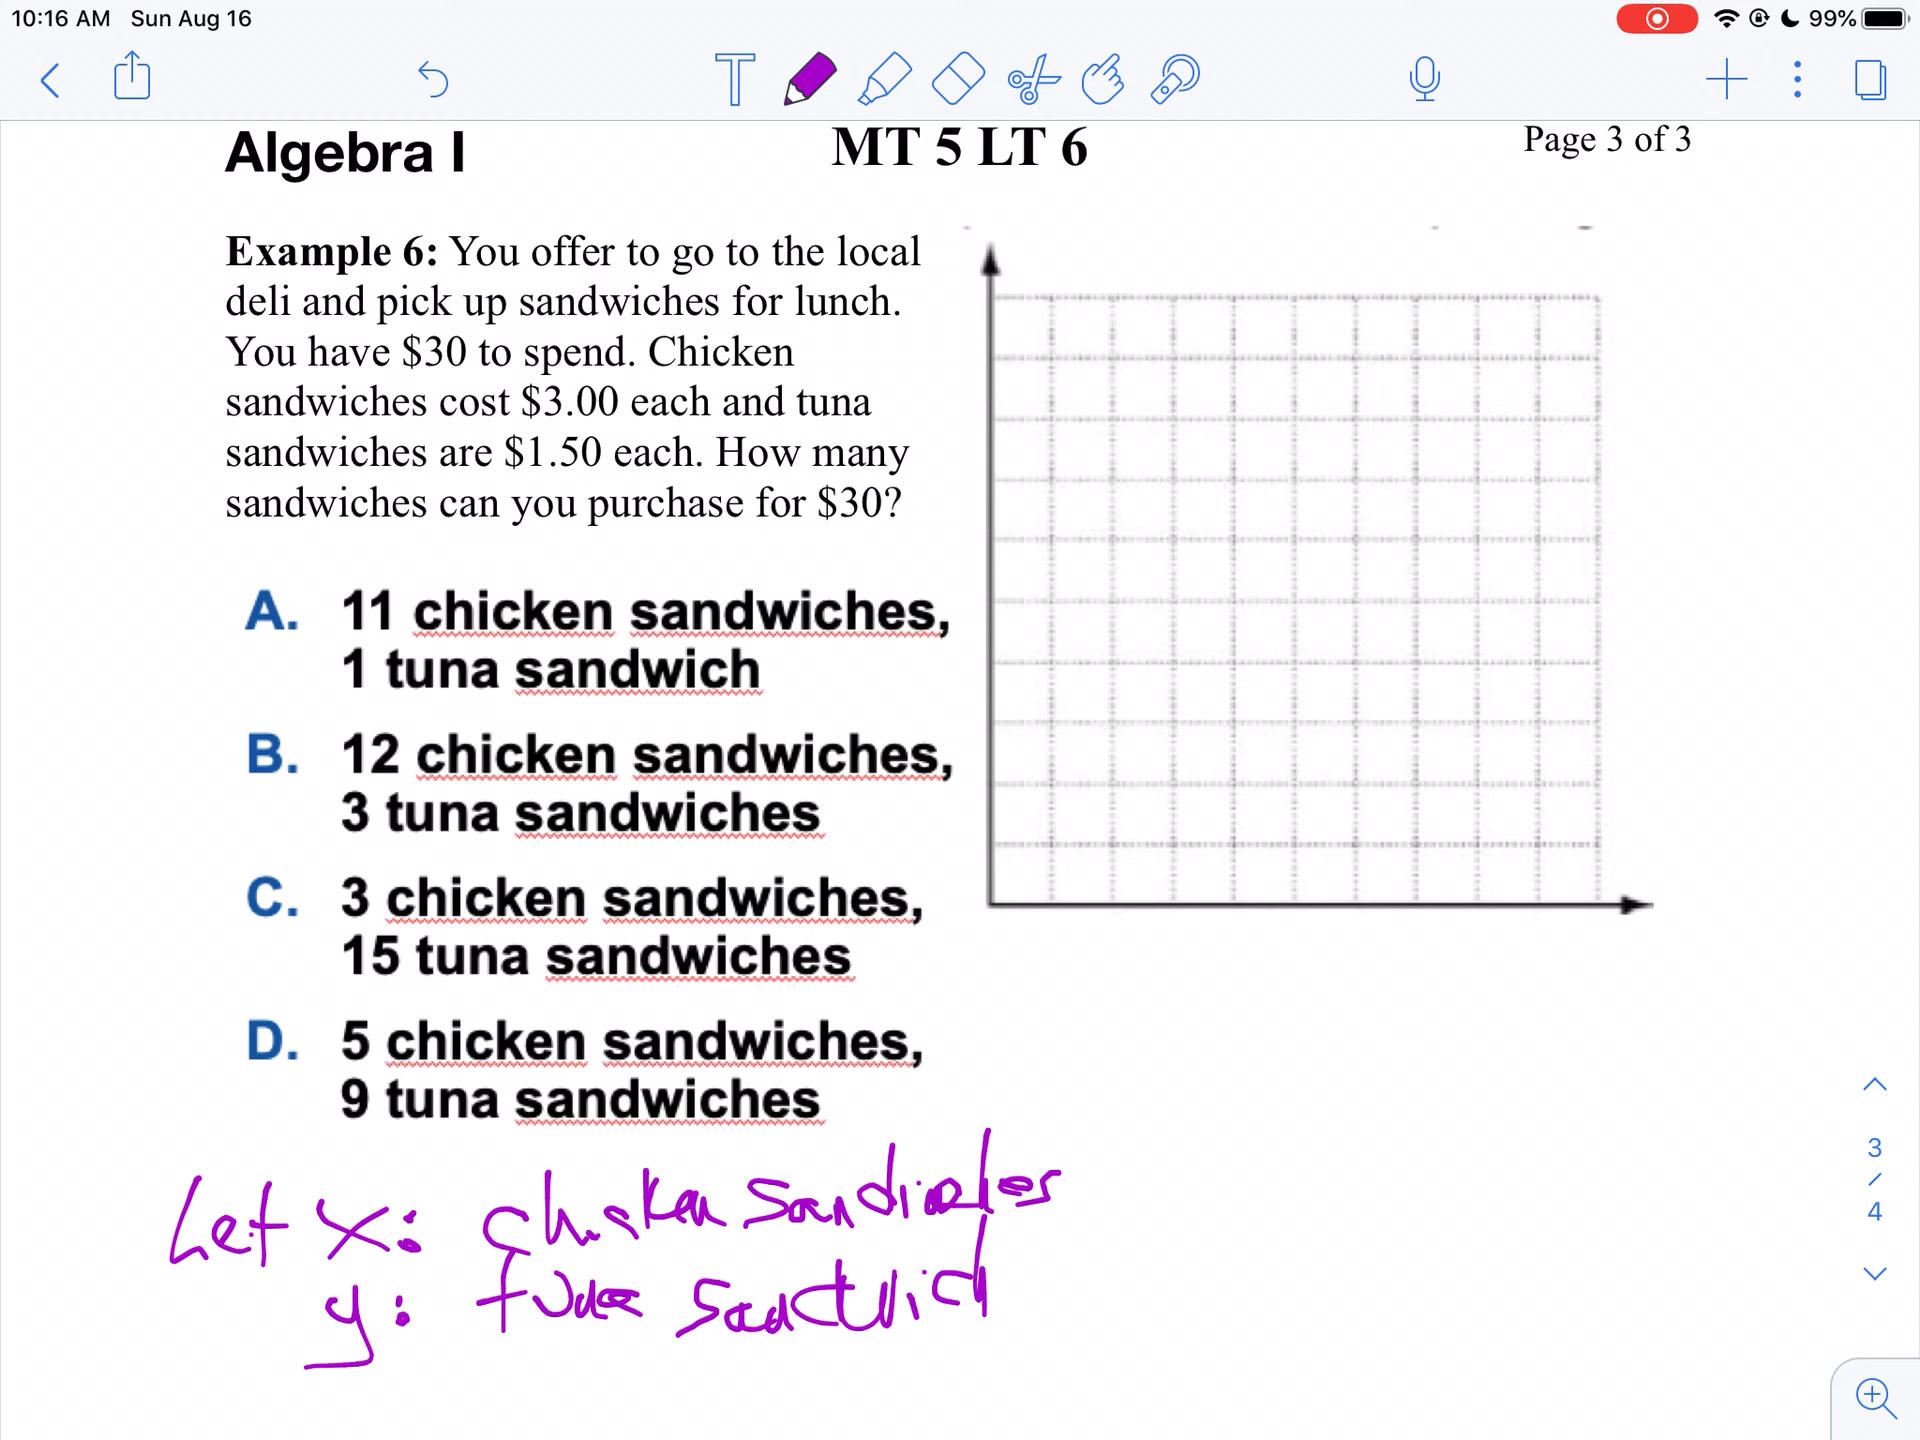 10:16 AM Sun Aug 16 99%
T
Algebra I MT 5 LT 6 Page 3 of 3
Example 6: You offer to go to the local
deli and pick up sandwiches for lunch.
You have $30 to spend. Chicken
sandwiches cost $3.00 each and tuna
sandwiches are $1.50 each. How many
sandwiches can you purchase for $30?
A. 11 chicken sandwiches,
1 tuna sandwich
B. 12 chicken sandwiches,
3 tuna sandwiches
C. 3 chicken sandwiches,
15 tuna sandwiches
D. 5 chicken sandwiches,
9 tuna sandwiches
3
/
4
Let x: chicken
y: tuna sandwich